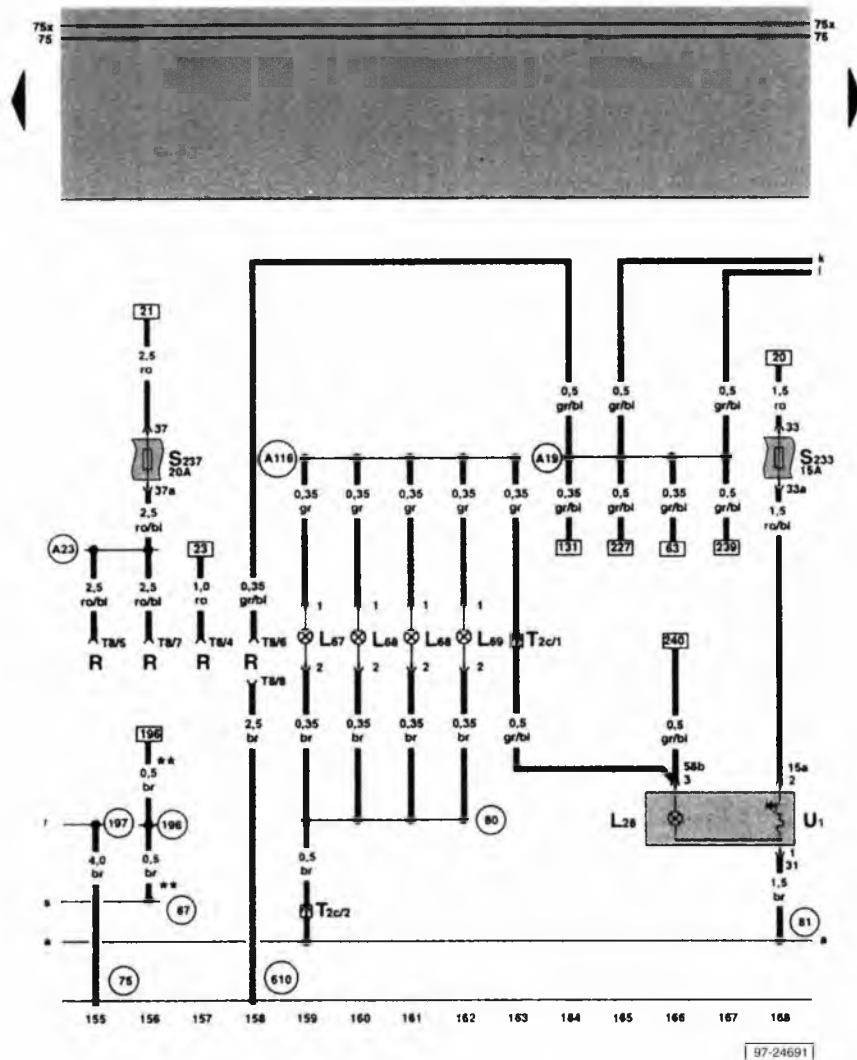 75x 75x
75 75
k
l
21 20
2,5 0,5 0,5 0,5 1,5
ro gr/bl gr/bl gr/bl ro
37 33
S237 A116 A19 S233
20A 15A
37a 33a
2,5 0,35 0,35 0,35 0,35 0,35 0,35 0,5 0,35 0,5 1,5
ro/bl gr gr gr gr gr gr/bl gr/bl gr/bl gr/bl ro/bl
A23 23 131 227 63 239
2,5 2,5 1,0 0,35
ro/bl ro/bl ro gr/bl
1 1 1 1
T8/5 T8/7 T8/4 T8/6 L67 L68 L68 L69 T2c/1 240
R R R R
T8/8 2 2 2 2
2,5 0,35 0,35 0,35 0,35 0,5 0,5
br br br br br gr/bl gr/bl
196
**
0,5 58b 15a
br 3 2
r 197 196 80 L28 U1
4,0 0,5 0,5 1
br br br 31
** 1,5
s 67 T2c/2 br
81
a a
75 610
155 156 157 158 159 160 161 162 163 164 165 166 167 168
97-24691